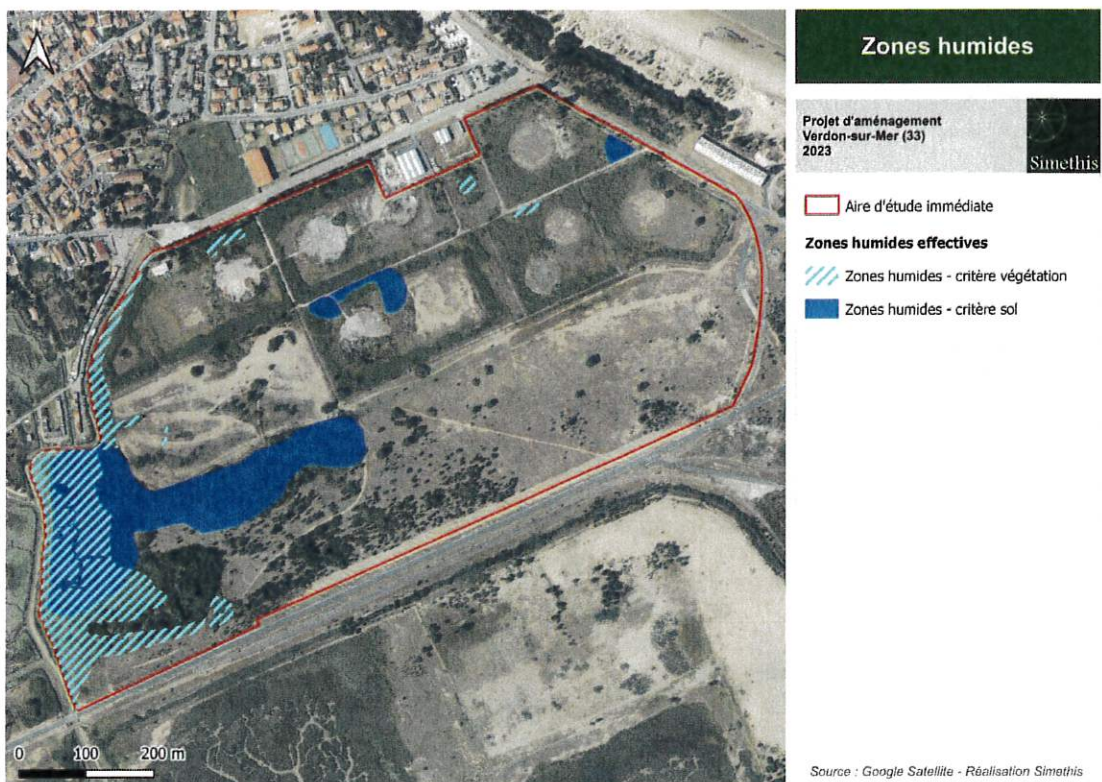 Zones humides
Projet d'aménagement
Verdon-sur-Mer (33)
2023
Simethis
Aire d'étude immédiate
Zones humides effectives
Zones humides - critère végétation
Zones humides - critère sol
0 100 200 m
Source : Google Satellite - Réalisation Simethis